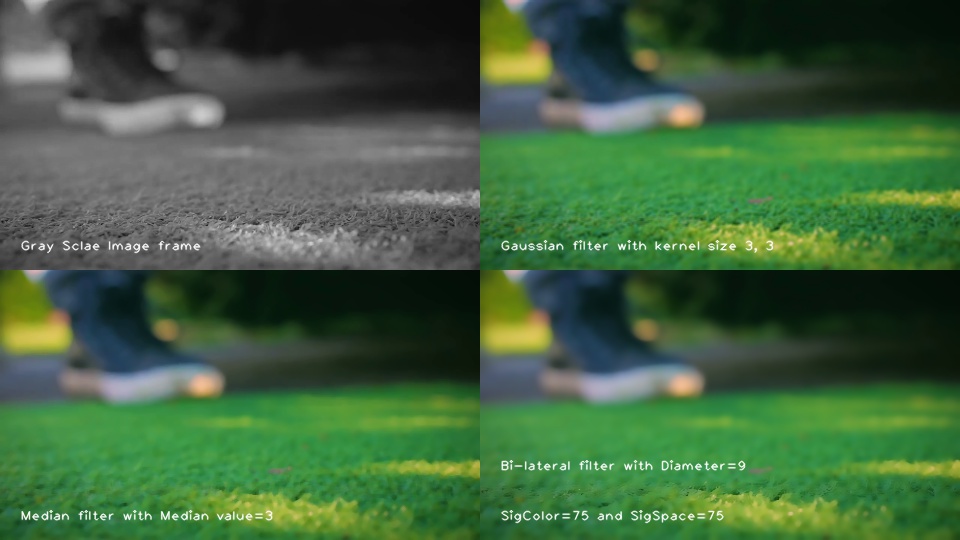 Gray Sclae Image frame
Gaussian filter with kernel size 3, 3
Median filter with Median value=3
Bi-lateral filter with Diameter=9
SigColor=75 and SigSpace=75